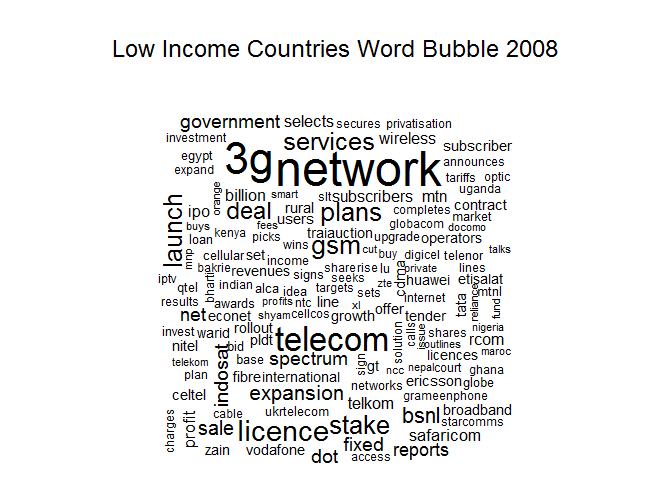 Low Income Countries Word Bubble 2008
government selects secures privatisation
investment services wireless
subscriber
egypt 3g network announces
expand tariffs optic
uganda
orange billion smart slt subscribers mtn
launch ipo deal rural plans completes contract
buys users globacom market
fees docomo
loan kenya picks trai auction upgrade operators
mnp wins gsm cut buy digicel telenor talks
cellular set income
bakrie revenues signs share rise lu private lines
iptv bharti seeks cdma huawei etisalat
qtel indian alca idea targets zte mtnl
results awards profits ntc line xl sets internet tata reliance fund
net econet shyam cellcos growth offer tender
invest warid rollout telecom solution calls issue shares nigeria
nitel bid pldt outlines rcom
telekom indosat base spectrum sign gt licences maroc
plan ncc nepal court ghana
fibre international ericsson globe
celtel expansion networks grameenphone
telkom
cable ukrtelecom bsnl broadband
charges profit sale licence stake starcomms
safaricom
zain vodafone fixed reports
dot access